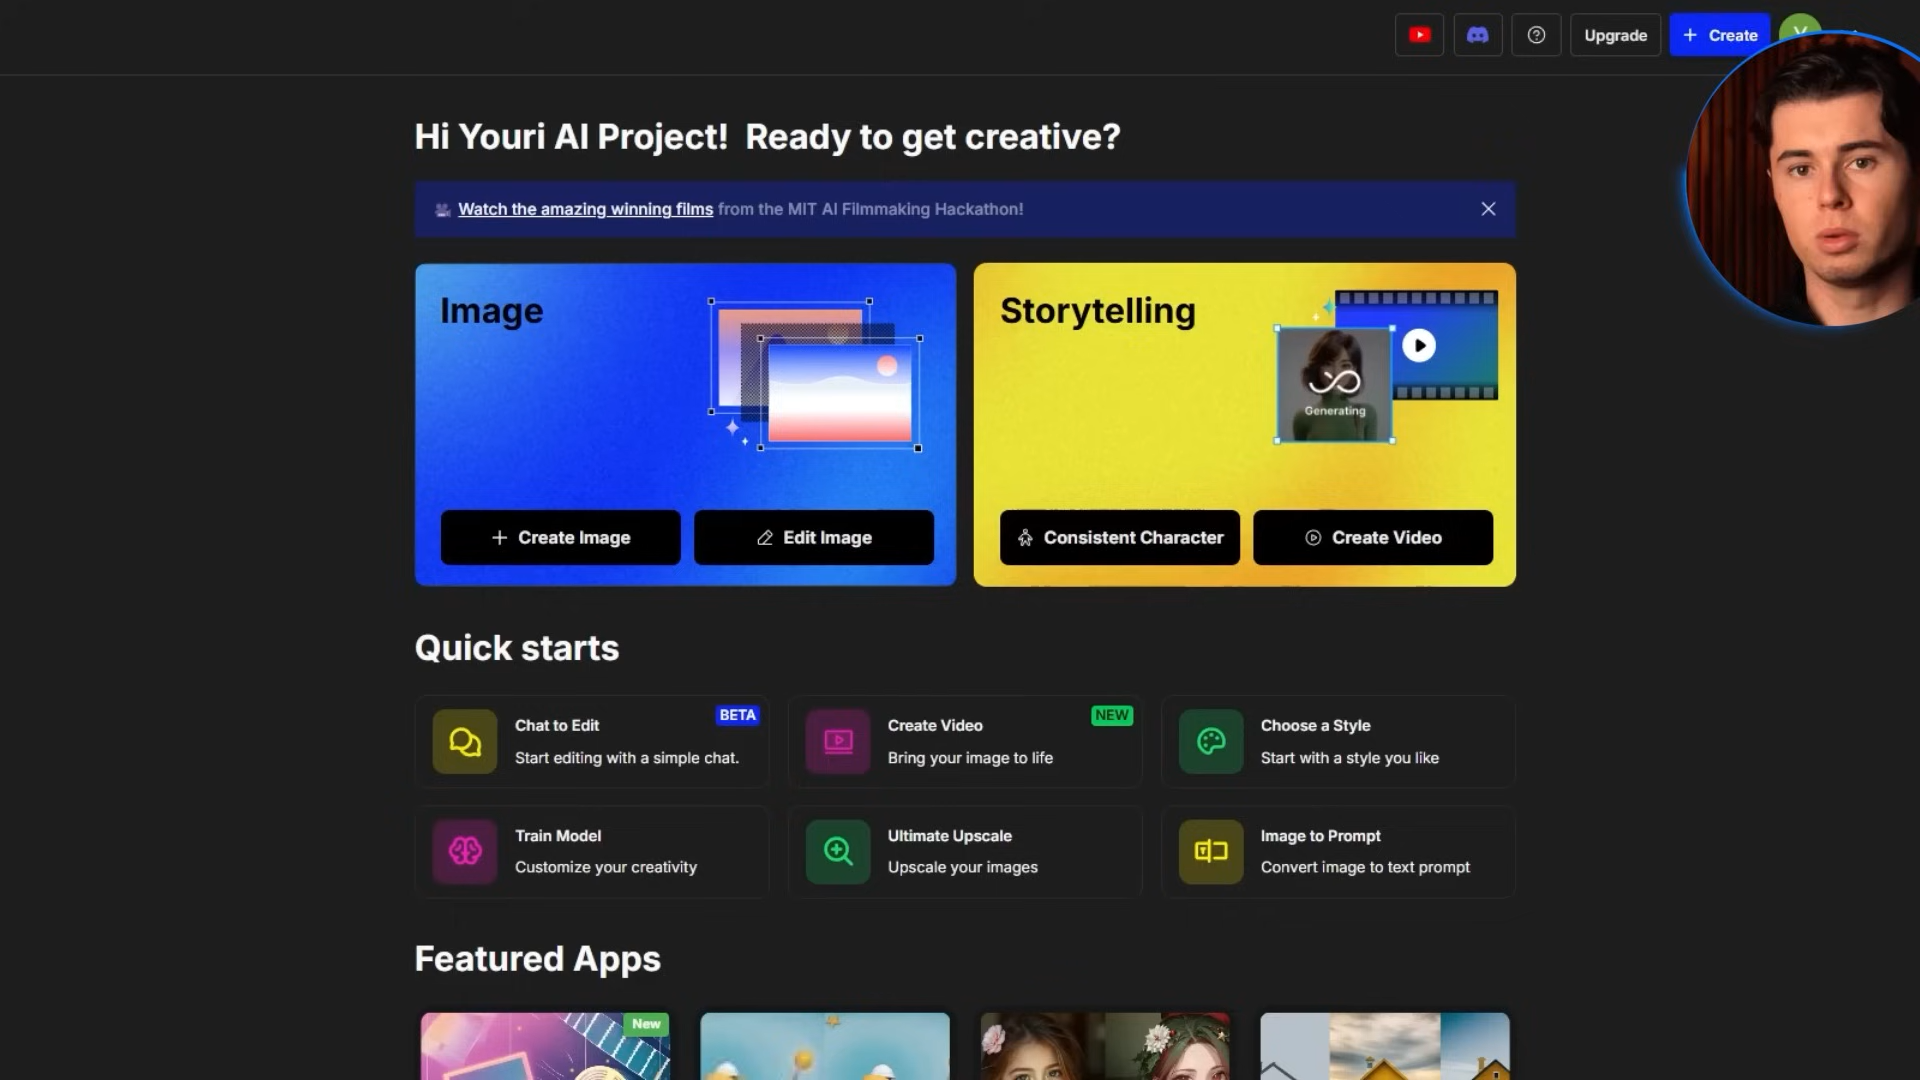 Upgrade
Create
Hi Youri AI Project! Ready to get creative?
Watch the amazing winning films from the MIT AI Filmmaking Hackathon!
Image
Storytelling
Generating
Create Image
Edit Image
Consistent Character
Create Video
Quick starts
Chat to Edit
BETA
Start editing with a simple chat.
Create Video
NEW
Bring your image to life
Choose a Style
Start with a style you like
Train Model
Customize your creativity
Ultimate Upscale
Upscale your images
Image to Prompt
Convert image to text prompt
Featured Apps
New